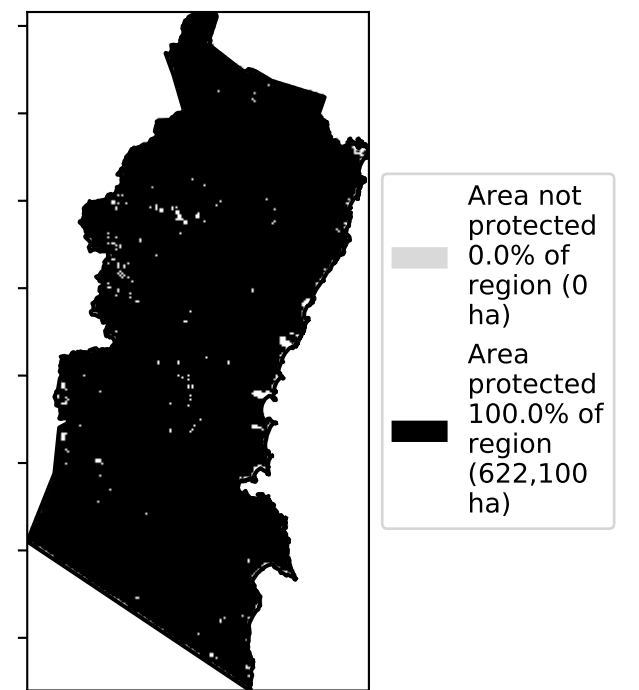 Area not
protected
0.0% of
region (0
ha)
Area
protected
100.0% of
region
(622,100
ha)